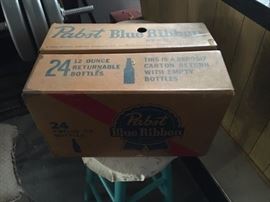 Pabst
Blue Ribbon
24 12 OUNCE
RETURNABLE
BOTTLES
THIS IS A DEPOSIT
CARTON RETURN
WITH EMPTY
BOTTLES
24
BOTTLES
Pabst
Blue Ribbon